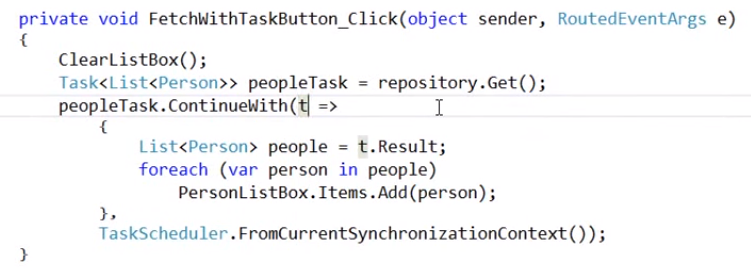 private void FetchWithTaskButton_Click(object sender, RoutedEventArgs e)
{
    ClearListBox();
    Task<List<Person>> peopleTask = repository.Get();
    peopleTask.ContinueWith(t =>
        {
            List<Person> people = t.Result;
            foreach (var person in people)
                PersonListBox.Items.Add(person);
        },
        TaskScheduler.FromCurrentSynchronizationContext());
}